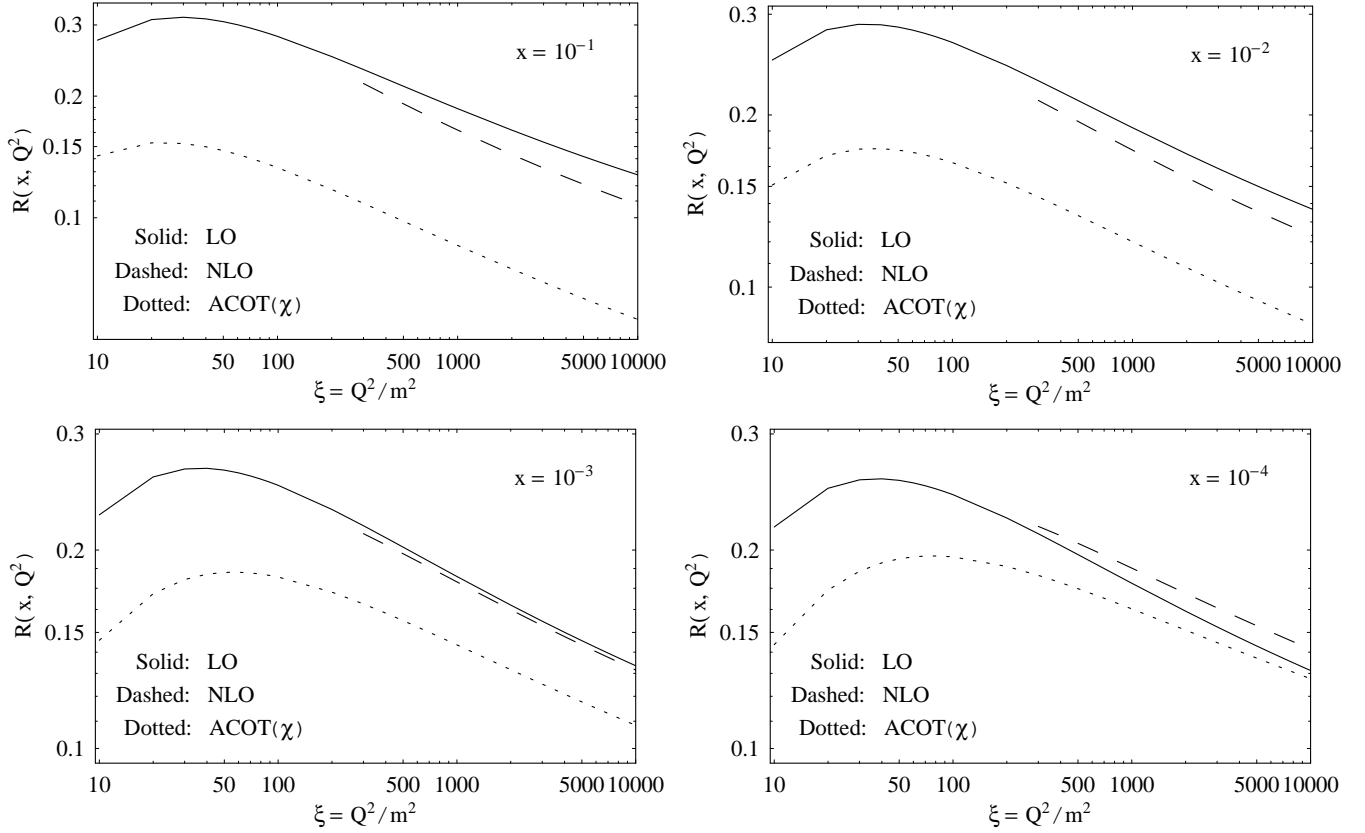 0.3
0.2
0.15
0.1
R( x, Q²)
x = 10⁻¹
Solid: LO
Dashed: NLO
Dotted: ACOT(χ)
10 50 100 500 1000 5000 10000
ξ = Q²/m²
0.3
0.2
0.15
0.1
R( x, Q²)
x = 10⁻²
Solid: LO
Dashed: NLO
Dotted: ACOT(χ)
10 50 100 500 1000 5000 10000
ξ = Q²/m²
0.3
0.2
0.15
0.1
R( x, Q²)
x = 10⁻³
Solid: LO
Dashed: NLO
Dotted: ACOT(χ)
10 50 100 500 1000 5000 10000
ξ = Q²/m²
0.3
0.2
0.15
0.1
R( x, Q²)
x = 10⁻⁴
Solid: LO
Dashed: NLO
Dotted: ACOT(χ)
10 50 100 500 1000 5000 10000
ξ = Q²/m²